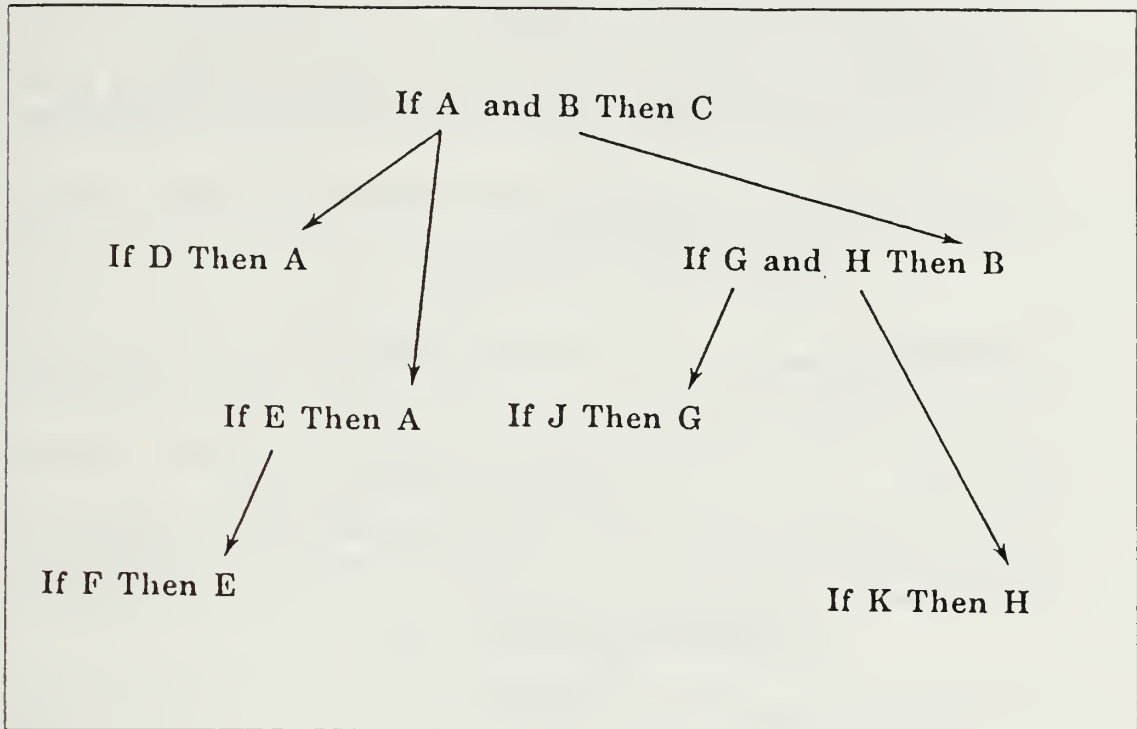 If A and B Then C
If D Then A
If G and H Then B
If E Then A
If J Then G
If F Then E
If K Then H